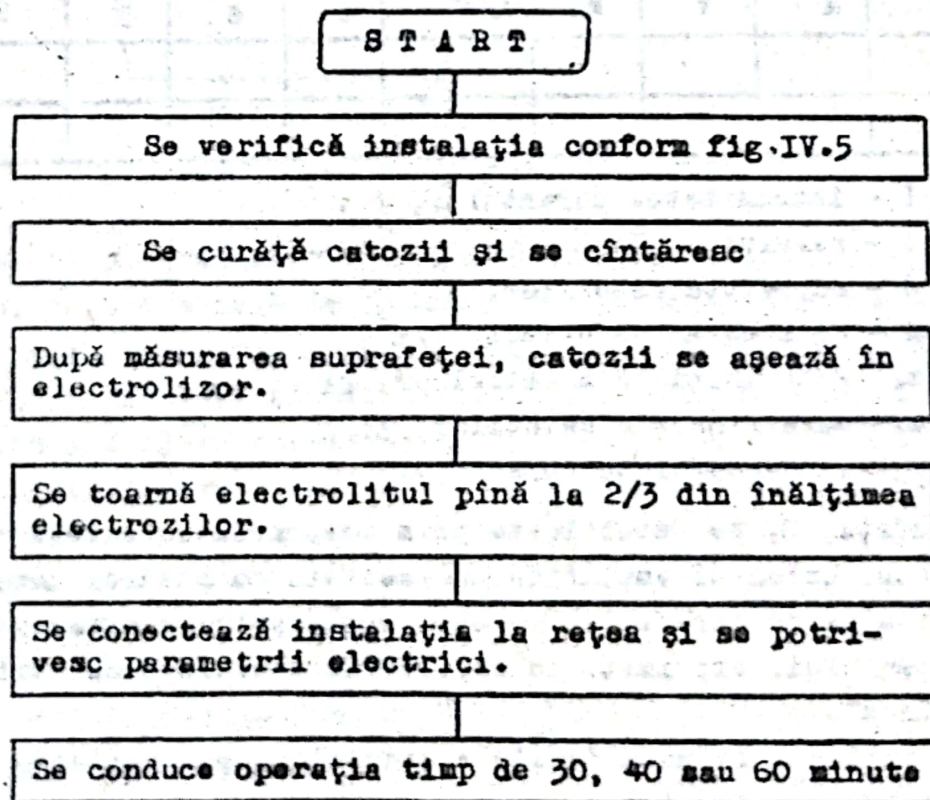 S T A R T
Se verifică instalaţia conform fig.IV.5
Se curăţă catozii şi se cîntăresc
După măsurarea suprafeţei, catozii se aşează în
electrolizor.
Se toarnă electrolitul pînă la 2/3 din înălţimea
electrozilor.
Se conectează instalaţia la reţea şi se potri-
vesc parametrii electrici.
Se conduce operaţia timp de 30, 40 sau 60 minute